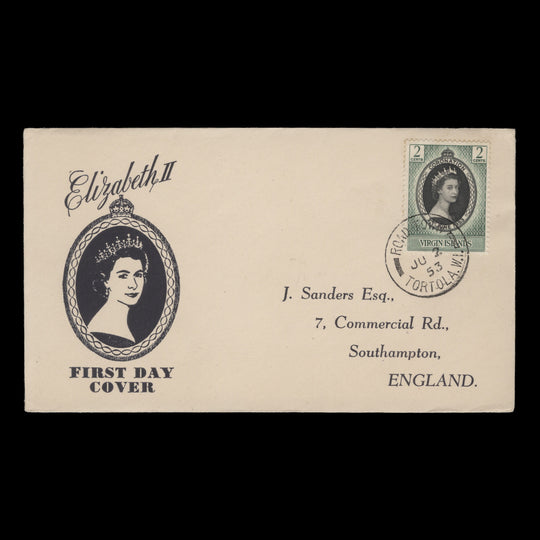 Elizabeth II
FIRST DAY
COVER
2 2
CENTS CENTS
CORONATION
VIRGIN ISLANDS
JU 2
53
TORTOLA. W.I.
J. Sanders Esq.,
7, Commercial Rd.,
Southampton,
ENGLAND.